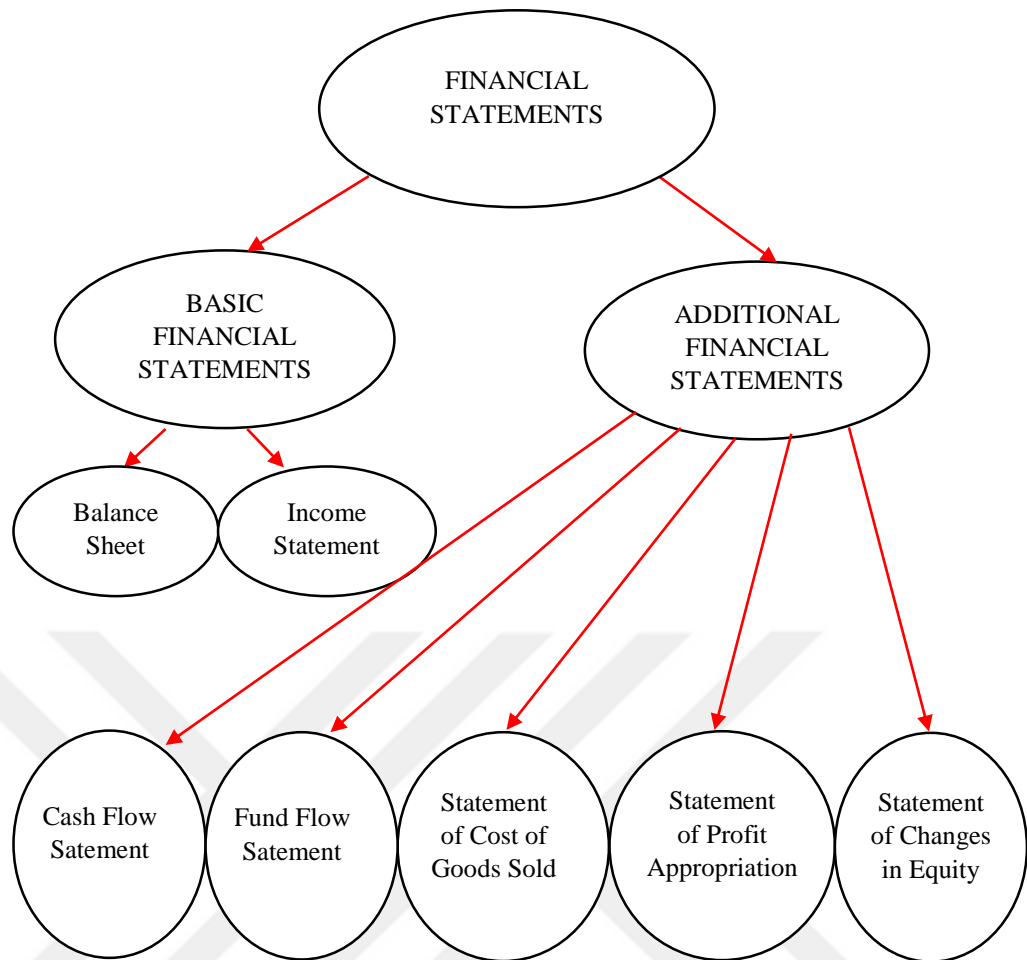 FINANCIAL
STATEMENTS
BASIC
FINANCIAL
STATEMENTS
ADDITIONAL
FINANCIAL
STATEMENTS
Balance
Sheet
Income
Statement
Cash Flow
Satement
Fund Flow
Satement
Statement
of Cost of
Goods Sold
Statement
of Profit
Appropriation
Statement
of Changes
in Equity